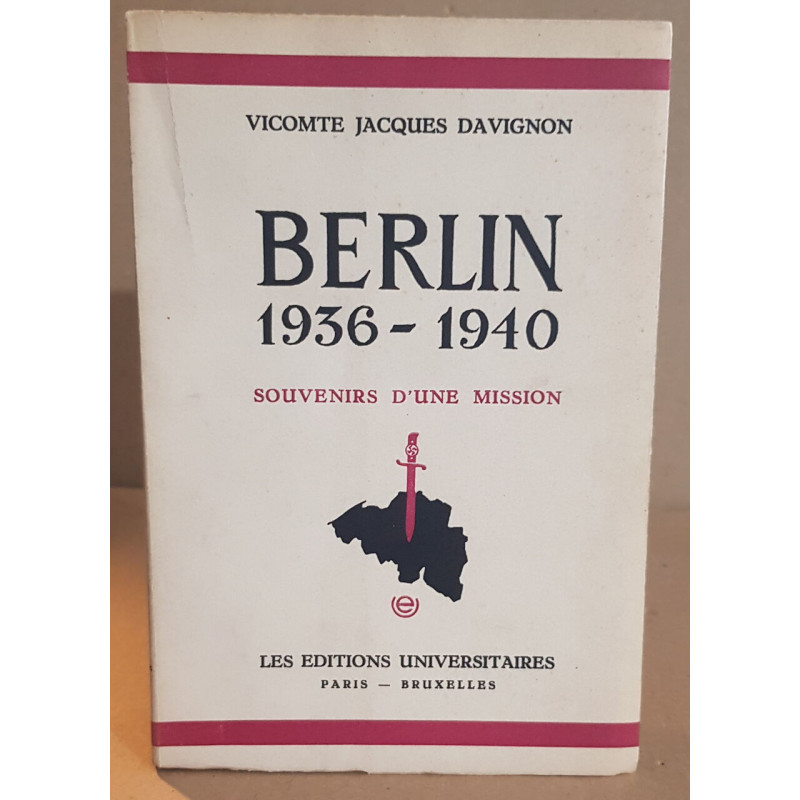 VICOMTE JACQUES DAVIGNON
BERLIN
1936 - 1940
SOUVENIRS D'UNE MISSION
e
LES EDITIONS UNIVERSITAIRES
PARIS — BRUXELLES